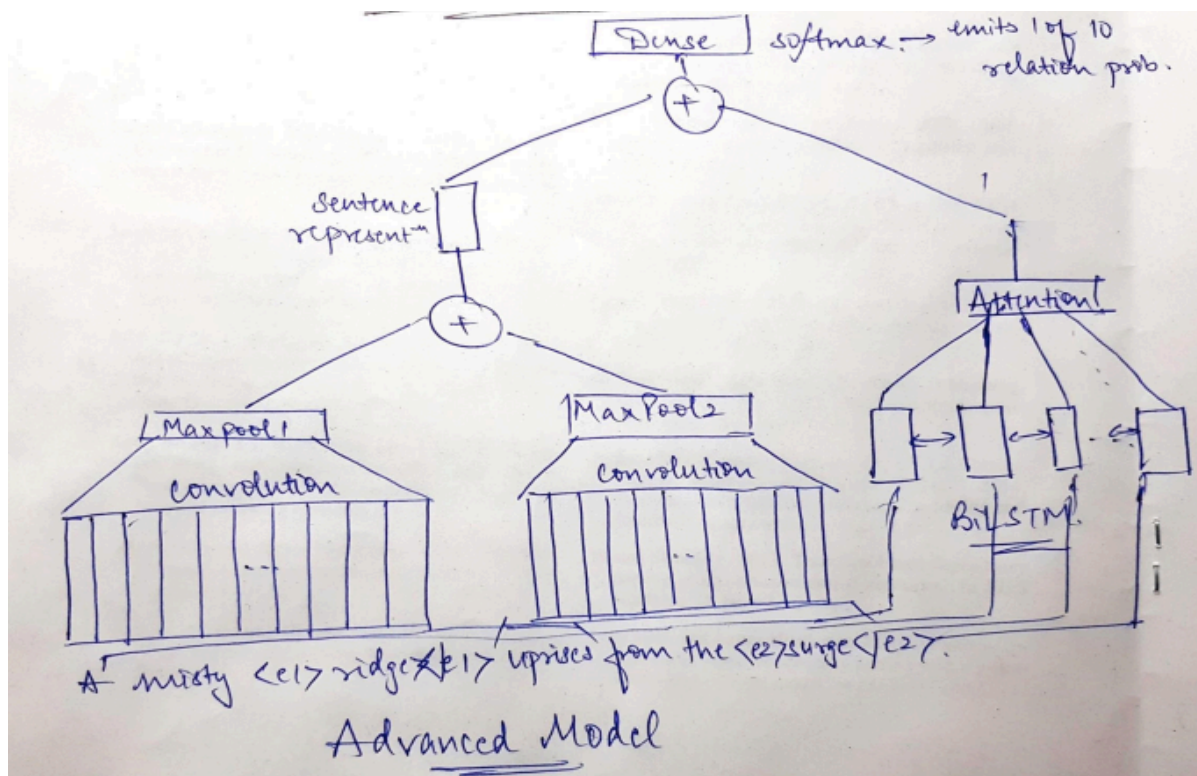 Dense softmax. → emits 1 of 10
relation prob.
+
sentence
representⁿ
+
Attention
Maxpool1
MaxPool2
convolution
convolution
...
...
BiLSTM.
A misty <e1> ridge </e1> uprises from the <e2> surge </e2>.
Advanced Model